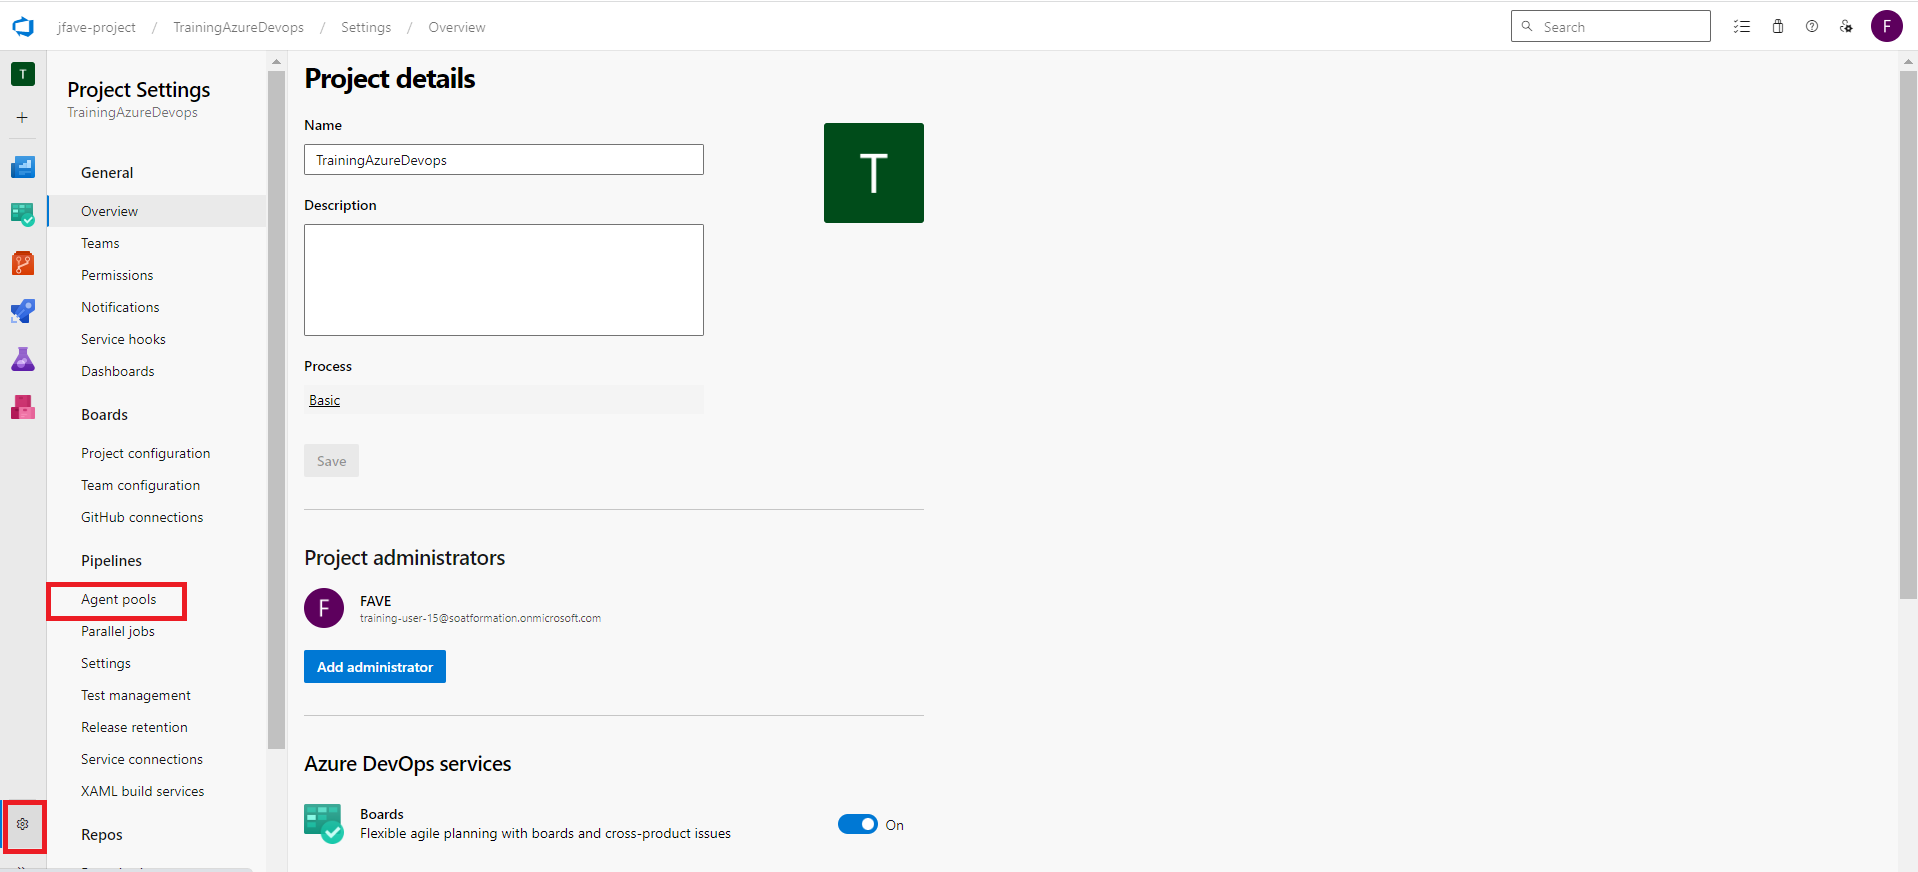 jfave-project / TrainingAzureDevops / Settings / Overview
Search
F
T
Project Settings
TrainingAzureDevops
General
Overview
Teams
Permissions
Notifications
Service hooks
Dashboards
Boards
Project configuration
Team configuration
GitHub connections
Pipelines
Agent pools
Parallel jobs
Settings
Test management
Release retention
Service connections
XAML build services
Repos
Project details
Name
TrainingAzureDevops
T
Description
Process
Basic
Save
Project administrators
F
FAVE
training-user-15@soatformation.onmicrosoft.com
Add administrator
Azure DevOps services
Boards
Flexible agile planning with boards and cross-product issues
On